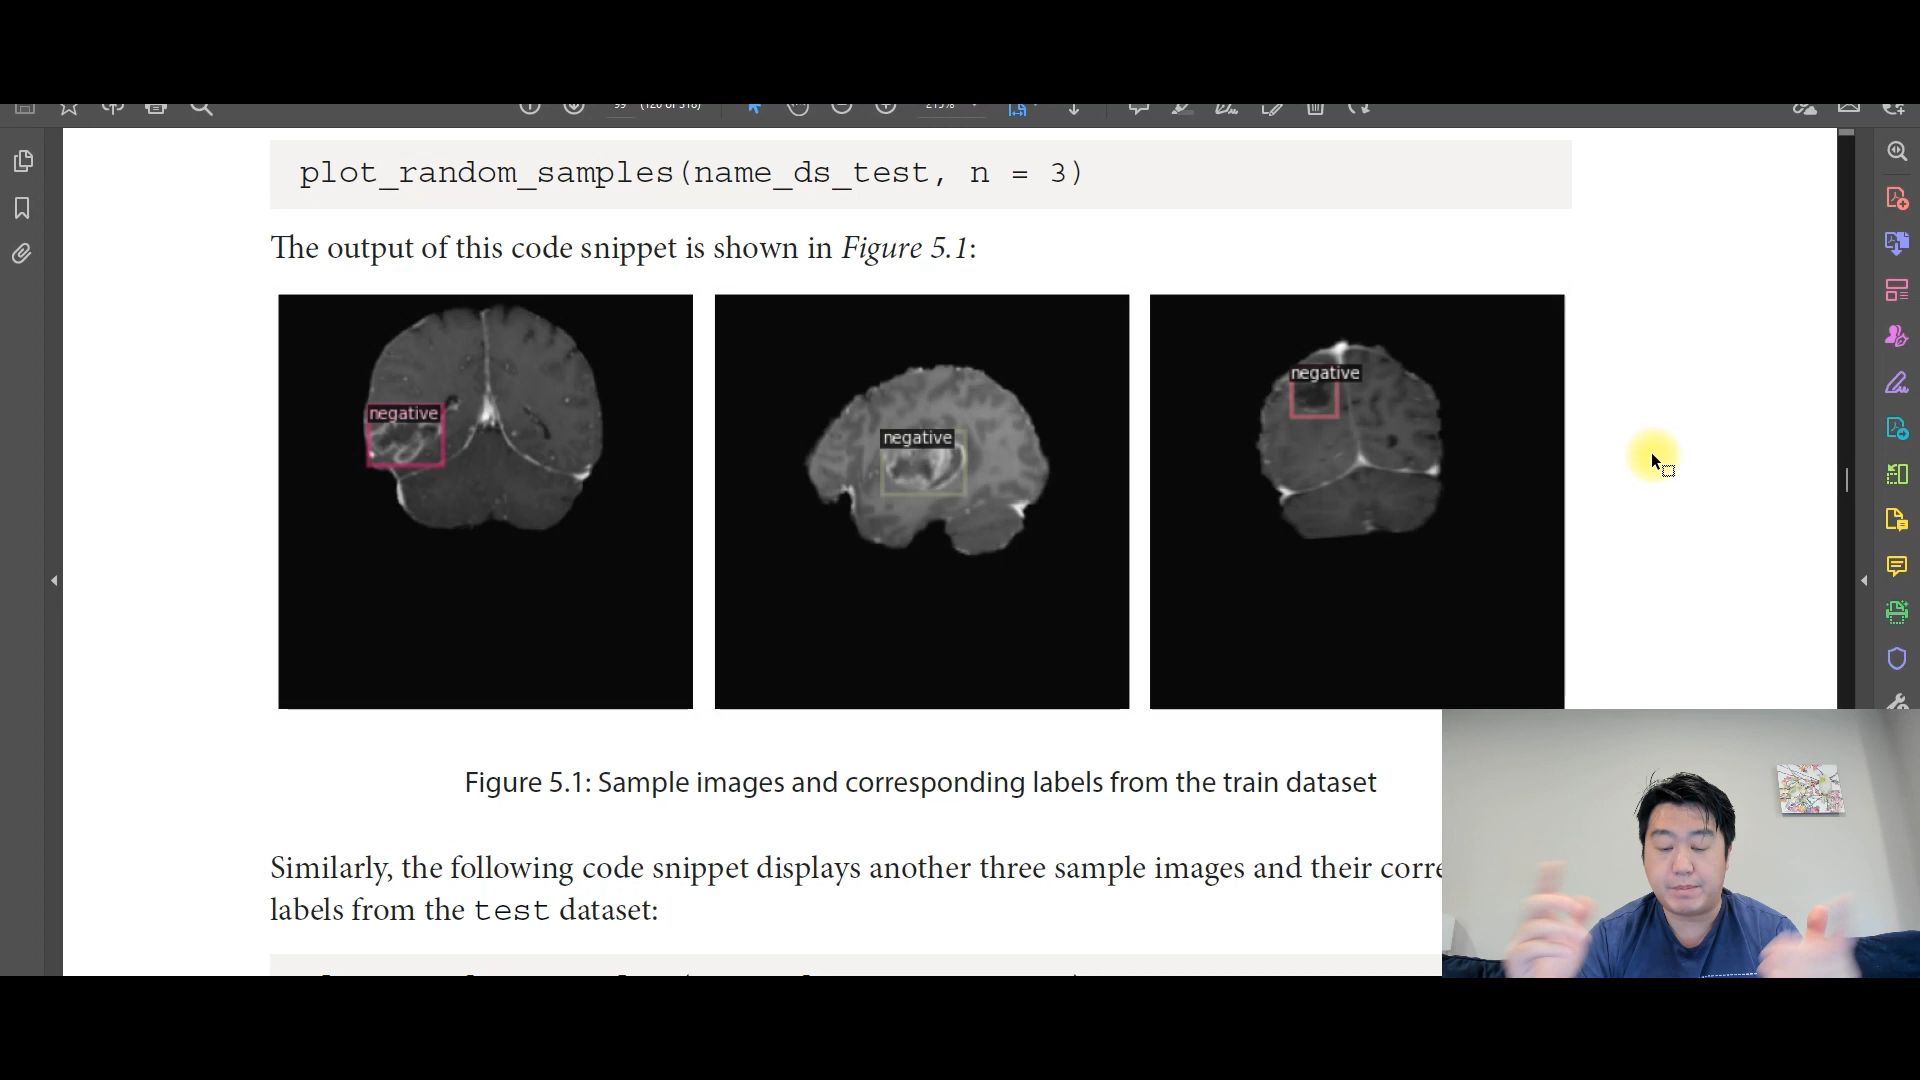 plot_random_samples(name_ds_test, n = 3)
The output of this code snippet is shown in Figure 5.1:
negative
negative
negative
Figure 5.1: Sample images and corresponding labels from the train dataset
Similarly, the following code snippet displays another three sample images and their corre
labels from the test dataset: